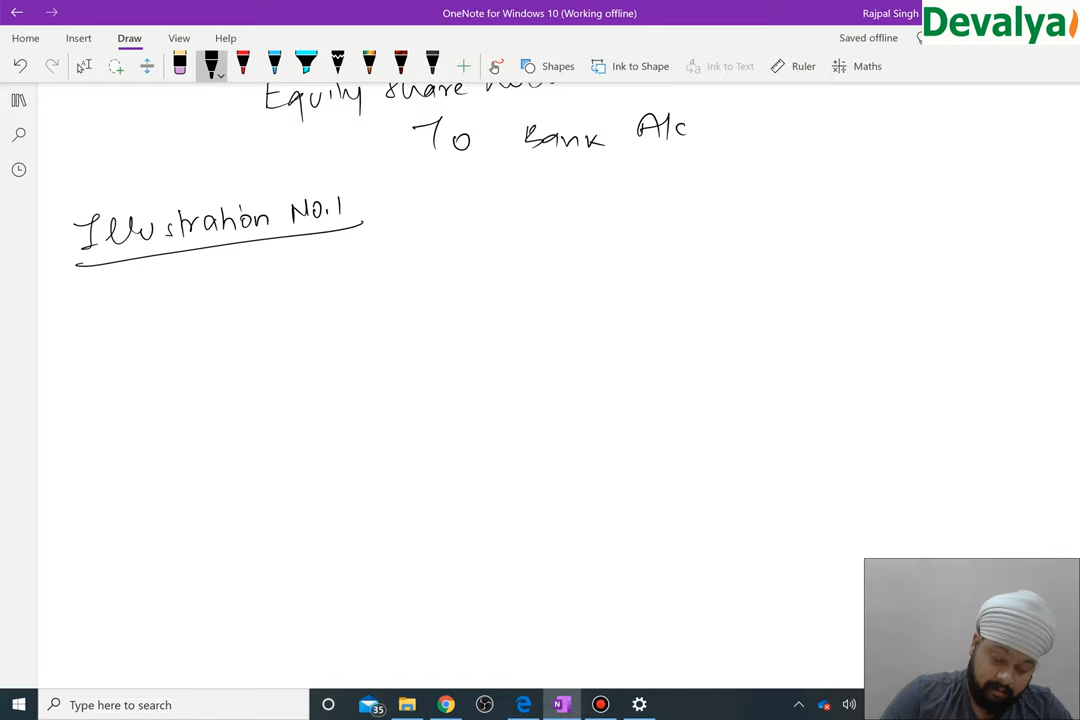 OneNote for Windows 10 (Working offline)
Rajpal Singh
Devalya
Home Insert Draw View Help
Saved offline
Shapes Ink to Shape Ink to Text Ruler Maths
Equity Share
To Bank A/c
Illustration No.1
Type here to search
35